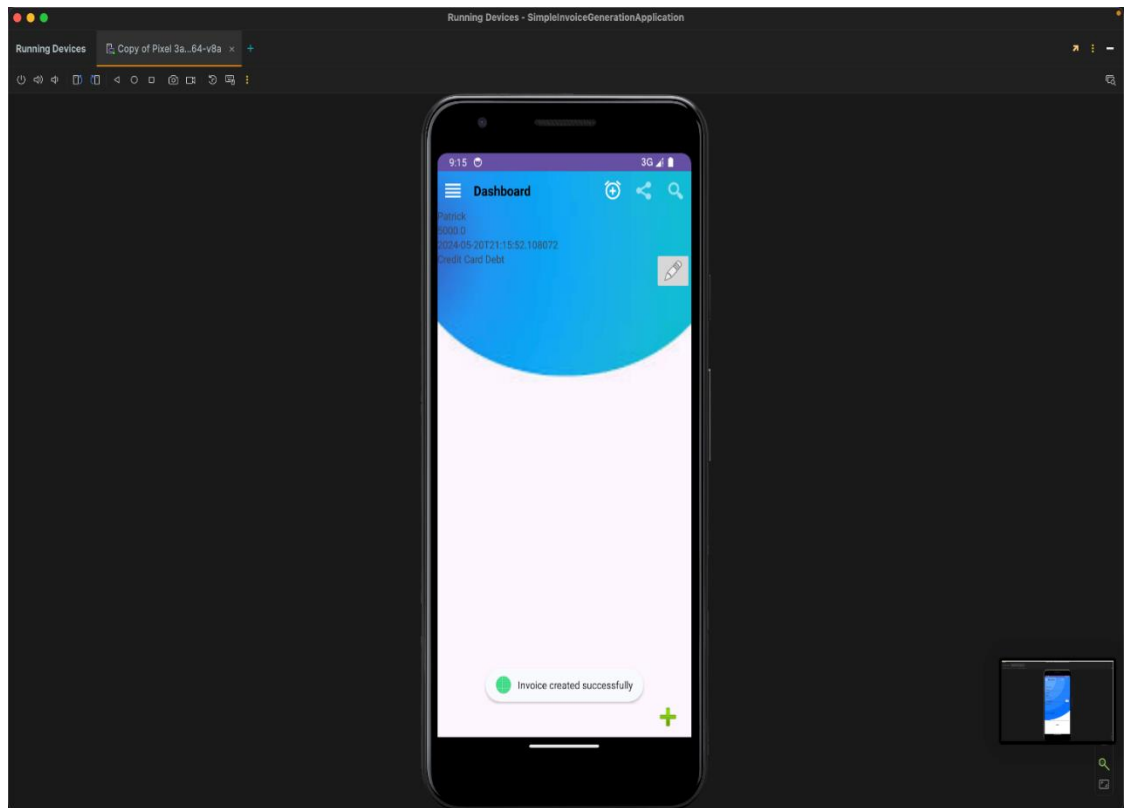 Running Devices - SimpleInvoiceGenerationApplication
Running Devices
Copy of Pixel 3a...64-v8a
9:15
3G
Dashboard
Patrick
5000.0
2024-05-20T21:15:52.108072
Credit Card Debt
Invoice created successfully